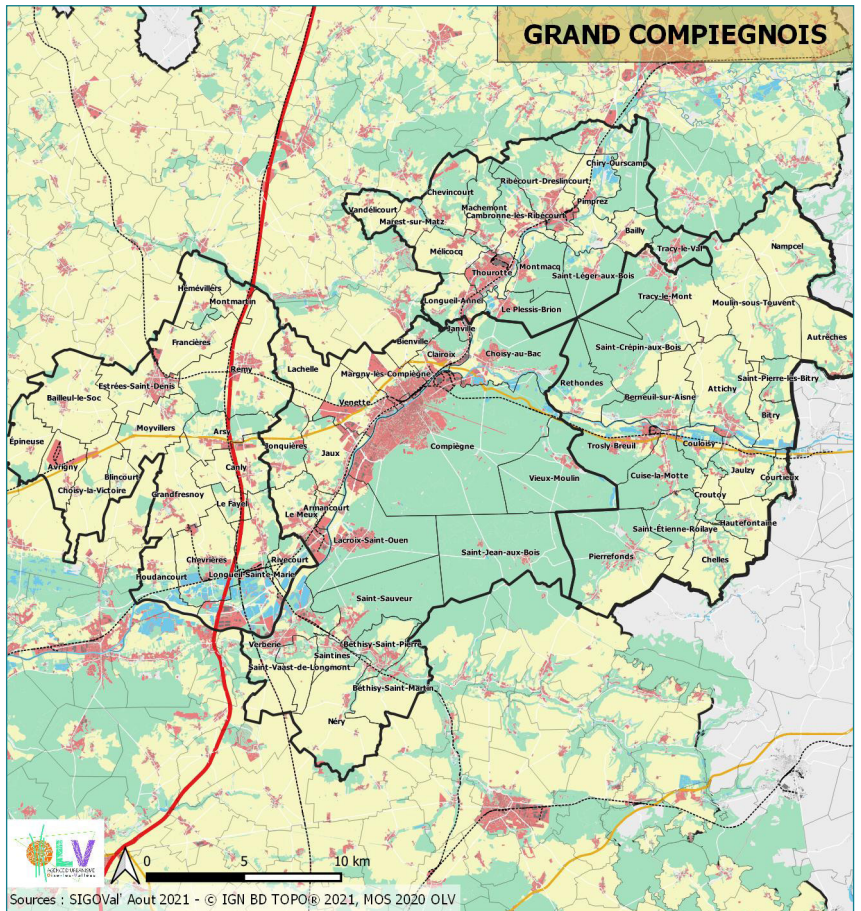 GRAND COMPIEGNOIS
Chiry-Ourscamp
Ribécourt-Dreslincourt
Chevincourt
Pimprez
Machemont
Vandélicourt
Cambronne-lès-Ribécourt
Marest-sur-Matz
Bailly
Tracy-le-Val
Nampcel
Mélicocq
Montmacq
Thourotte
Saint-Léger-aux-Bois
Hémévillers
Tracy-le-Mont
Montmartin
Longueil-Annel
Moulin-sous-Touvent
Le Plessis-Brion
Janville
Autrêches
Francières
Bienville
Saint-Crépin-aux-Bois
Clairoix
Choisy-au-Bac
Rémy
Lachelle
Margny-lès-Compiègne
Saint-Pierre-lès-Bitry
Estrées-Saint-Denis
Rethondes
Attichy
Bailleul-le-Soc
Berneuil-sur-Aisne
Venette
Bitry
Moyvillers
Arsy
Épineuse
Jonquières
Compiègne
Trosly-Breuil
Couloisy
Jaux
Avrigny
Canly
Jaulzy
Blincourt
Vieux-Moulin
Cuise-la-Motte
Courtieux
Choisy-la-Victoire
Grandfresnoy
Croutoy
Le Fayel
Armancourt
Le Meux
Hautefontaine
Saint-Étienne-Roilaye
Lacroix-Saint-Ouen
Saint-Jean-aux-Bois
Pierrefonds
Chelles
Chevrières
Rivecourt
Longueil-Sainte-Marie
Houdancourt
Saint-Sauveur
Verberie
Béthisy-Saint-Pierre
Saintines
Saint-Vaast-de-Longmont
Béthisy-Saint-Martin
Néry
OLV
AGENCE D'URBANISME
Oise-les-Vallées
0 5 10 km
Sources : SIGOVal' Aout 2021 - © IGN BD TOPO® 2021, MOS 2020 OLV